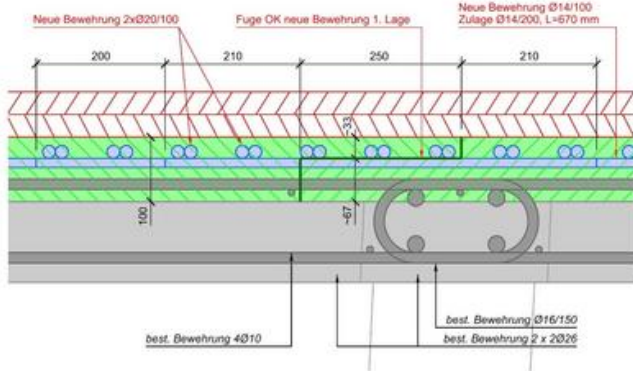 Neue Bewehrung 2xØ20/100
Fuge OK neue Bewehrung 1. Lage
Neue Bewehrung Ø14/100
Zulage Ø14/200, L=670 mm
200
210
250
210
~33
100
~67
best. Bewehrung Ø16/150
best. Bewehrung 4Ø10
best. Bewehrung 2 x 2Ø26